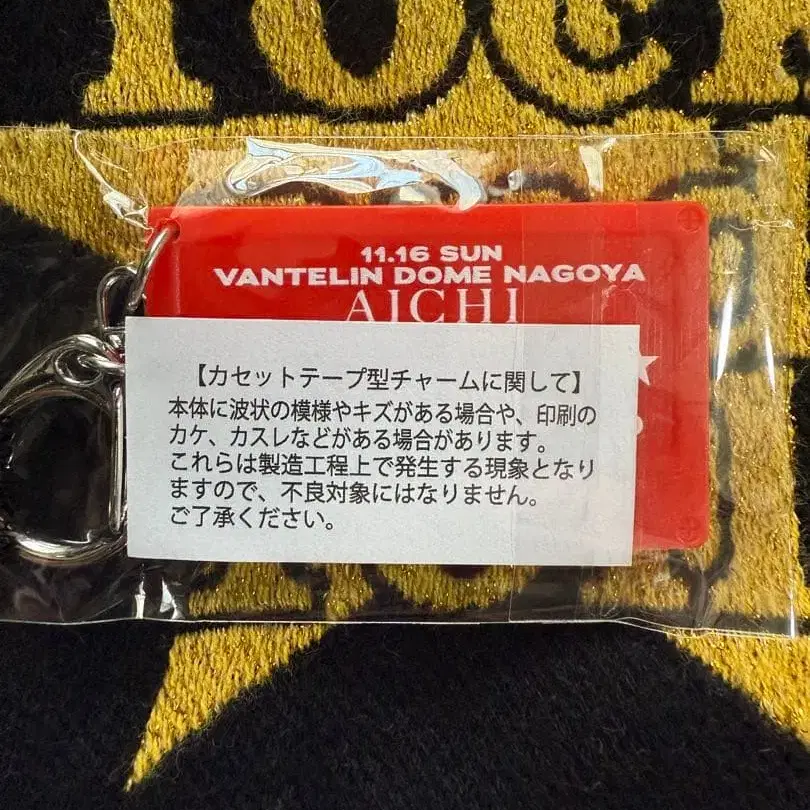 11.16 SUN
VANTELIN DOME NAGOYA
AICHI
【カセットテープ型チャームに関して】
本体に波状の模様やキズがある場合や、印刷の
カケ、カスレなどがある場合があります。
これらは製造工程上で発生する現象となり
ますので、不良対象にはなりません。
ご了承ください。